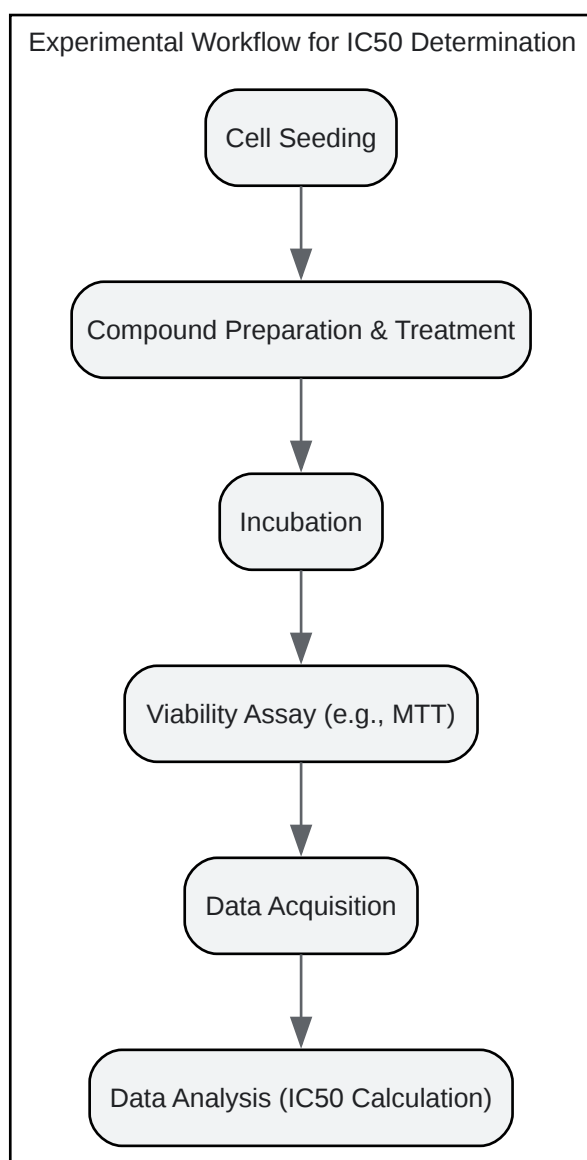 Experimental Workflow for IC50 Determination
Cell Seeding
Compound Preparation & Treatment
Incubation
Viability Assay (e.g., MTT)
Data Acquisition
Data Analysis (IC50 Calculation)